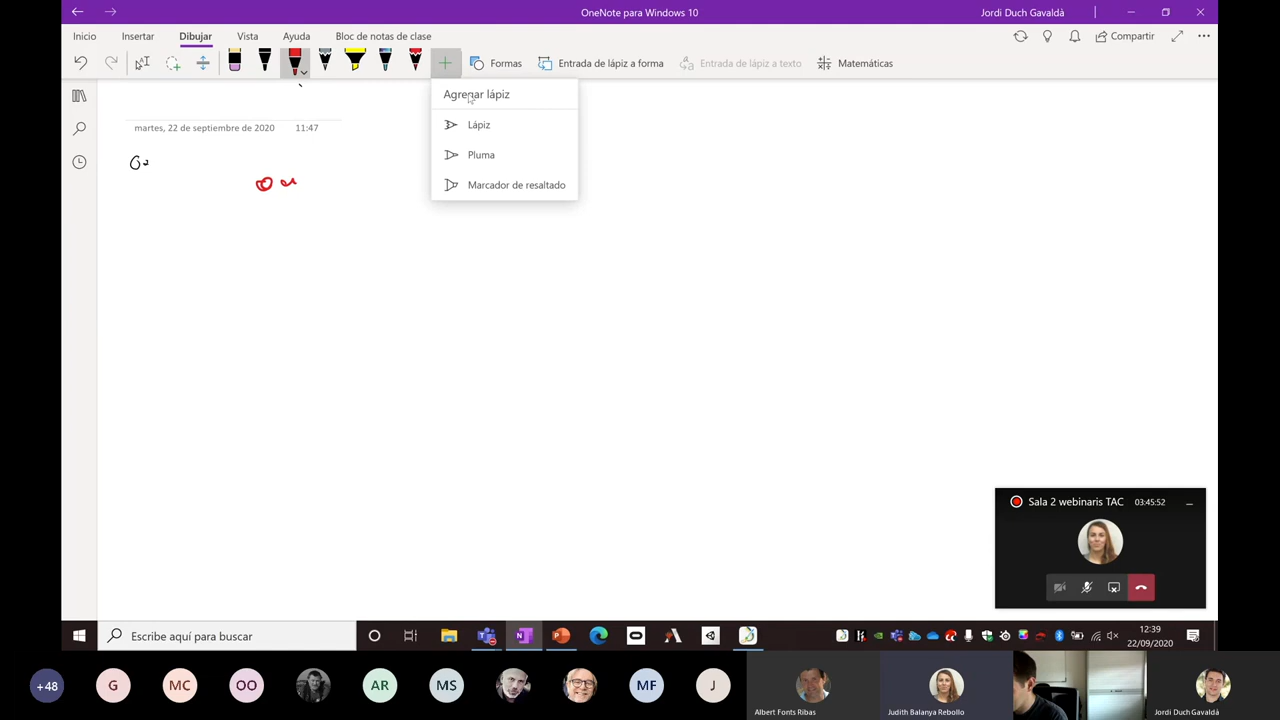 OneNote para Windows 10
Jordi Duch Gavaldà
Inicio Insertar Dibujar Vista Ayuda Bloc de notas de clase
Compartir
Formas Entrada de lápiz a forma Entrada de lápiz a texto Matemáticas
Agregar lápiz
Lápiz
Pluma
Marcador de resaltado
martes, 22 de septiembre de 2020 11:47
Sala 2 webinaris TAC 03:45:52
Escribe aquí para buscar
12:39
22/09/2020
+48 G MC OO AR MS MF J
Albert Fonts Ribas Judith Balanya Rebollo Jordi Duch Gavaldà